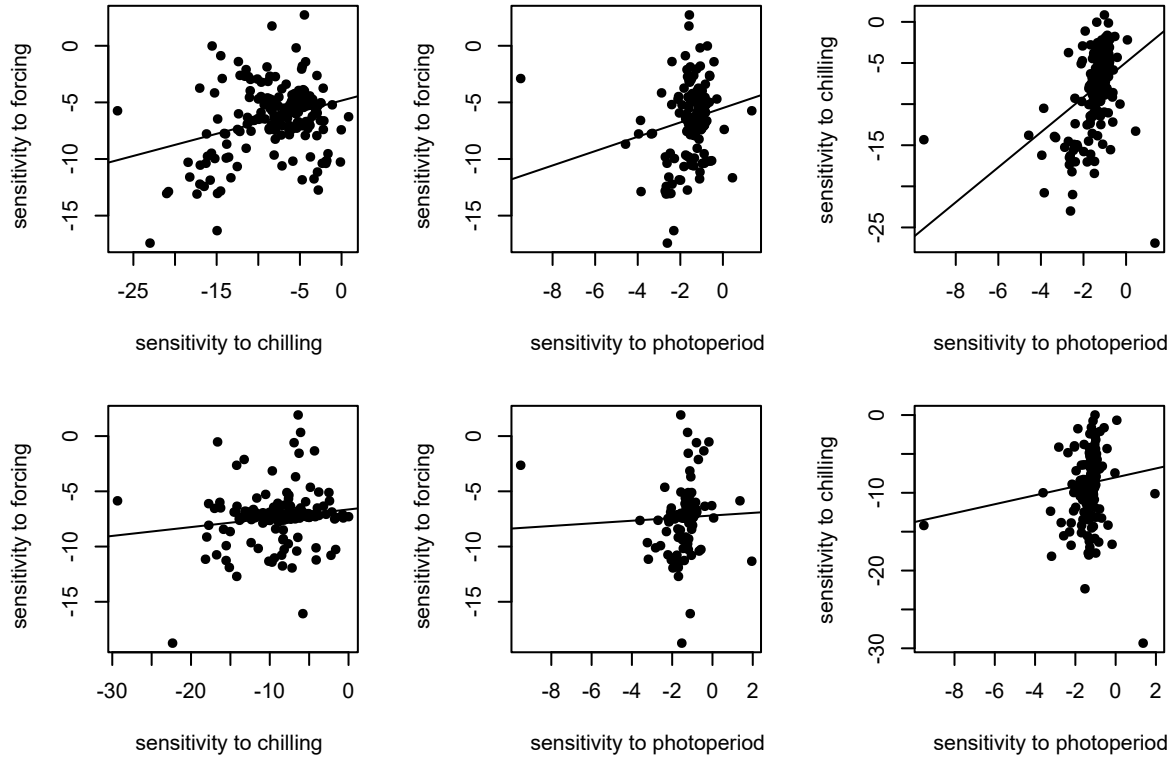 sensitivity to forcing
0
-5
-10
-15
-25 -15 -5 0
sensitivity to chilling
sensitivity to forcing
0
-5
-10
-15
-8 -6 -4 -2 0
sensitivity to photoperiod
sensitivity to chilling
0
-5
-15
-25
-8 -6 -4 -2 0
sensitivity to photoperiod
sensitivity to forcing
0
-5
-10
-15
-30 -20 -10 0
sensitivity to chilling
sensitivity to forcing
0
-5
-10
-15
-8 -6 -4 -2 0 2
sensitivity to photoperiod
sensitivity to chilling
0
-10
-20
-30
-8 -6 -4 -2 0 2
sensitivity to photoperiod